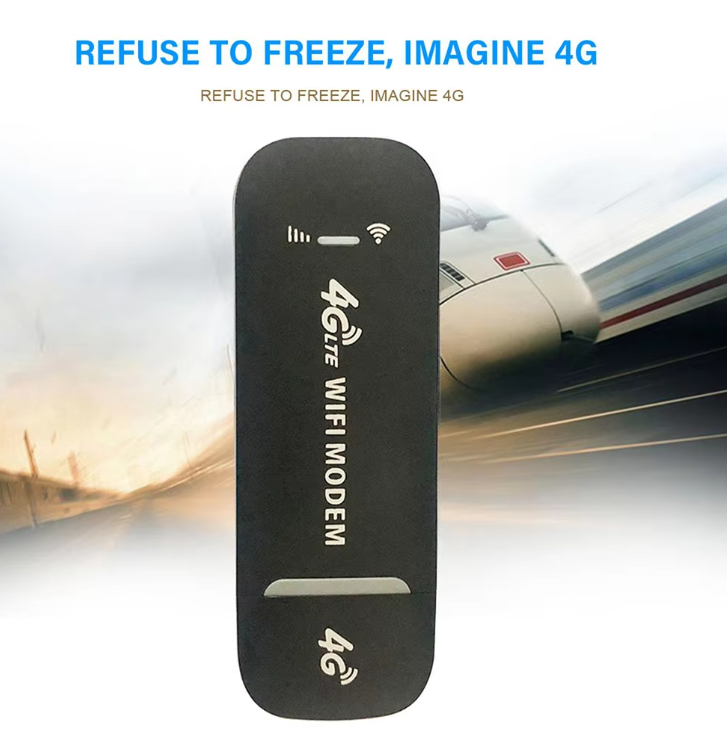 REFUSE TO FREEZE, IMAGINE 4G
REFUSE TO FREEZE, IMAGINE 4G
4G LTE WIFI MODEM
4G